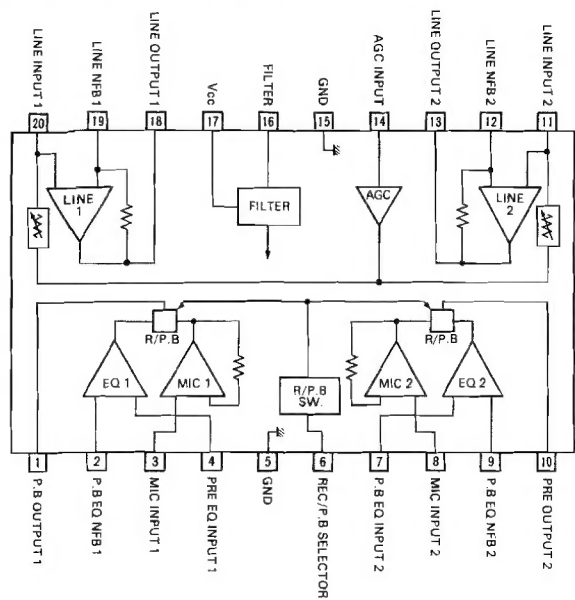 LINE INPUT 1
LINE NFB 1
LINE OUTPUT 1
Vcc
FILTER
GND
AGC INPUT
LINE OUTPUT 2
LINE NFB 2
LINE INPUT 2
20
19
18
17
16
15
14
13
12
11
LINE 1
FILTER
AGC
LINE 2
R/P.B
R/P.B
EQ 1
MIC 1
R/P.B SW.
MIC 2
EQ 2
1
2
3
4
5
6
7
8
9
10
P.B OUTPUT 1
P.B EQ NFB 1
MIC INPUT 1
PRE EQ INPUT 1
GND
REC/P.B SELECTOR
P.B EQ INPUT 2
MIC INPUT 2
P.B EQ NFB 2
PRE OUTPUT 2